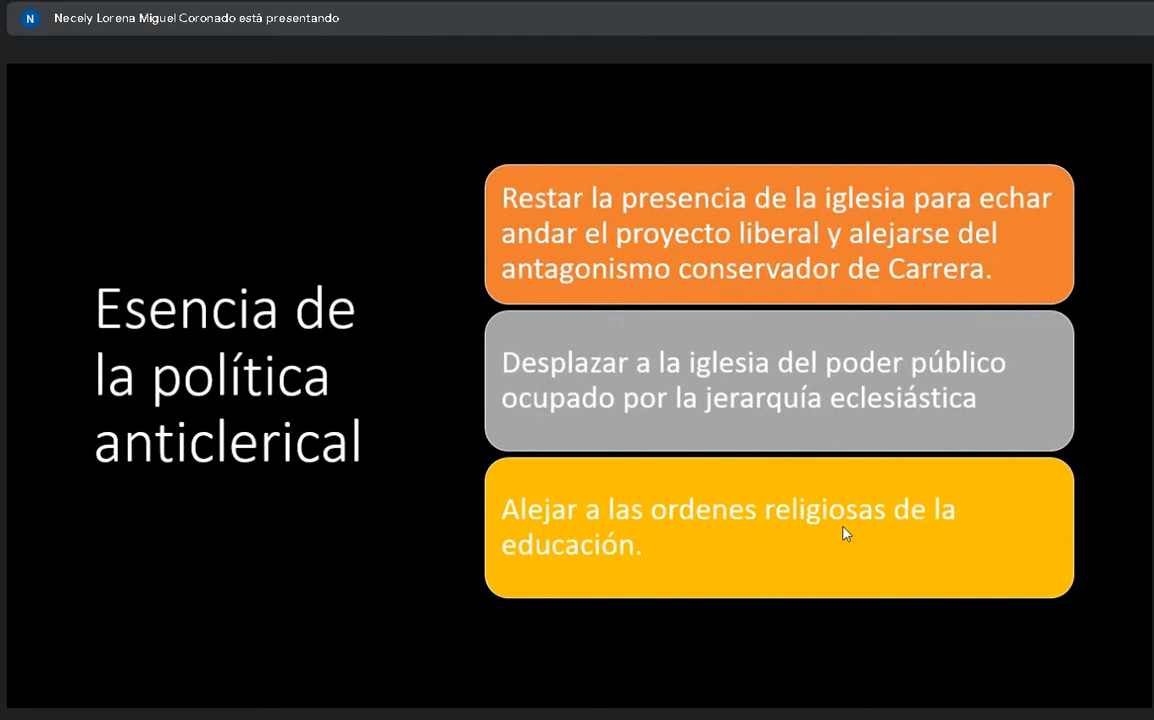 N
Necely Lorena Miguel Coronado está presentando
Esencia de
la política
anticlerical
Restar la presencia de la iglesia para echar
andar el proyecto liberal y alejarse del
antagonismo conservador de Carrera.
Desplazar a la iglesia del poder público
ocupado por la jerarquía eclesiástica
Alejar a las ordenes religiosas de la
educación.